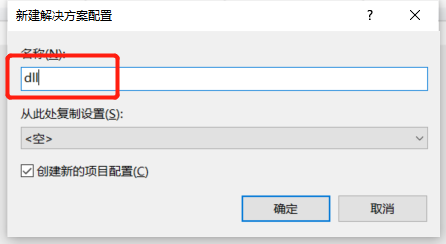 新建解决方案配置
?
名称(N):
dll
从此处复制设置(S):
<空>
创建新的项目配置(C)
确定
取消